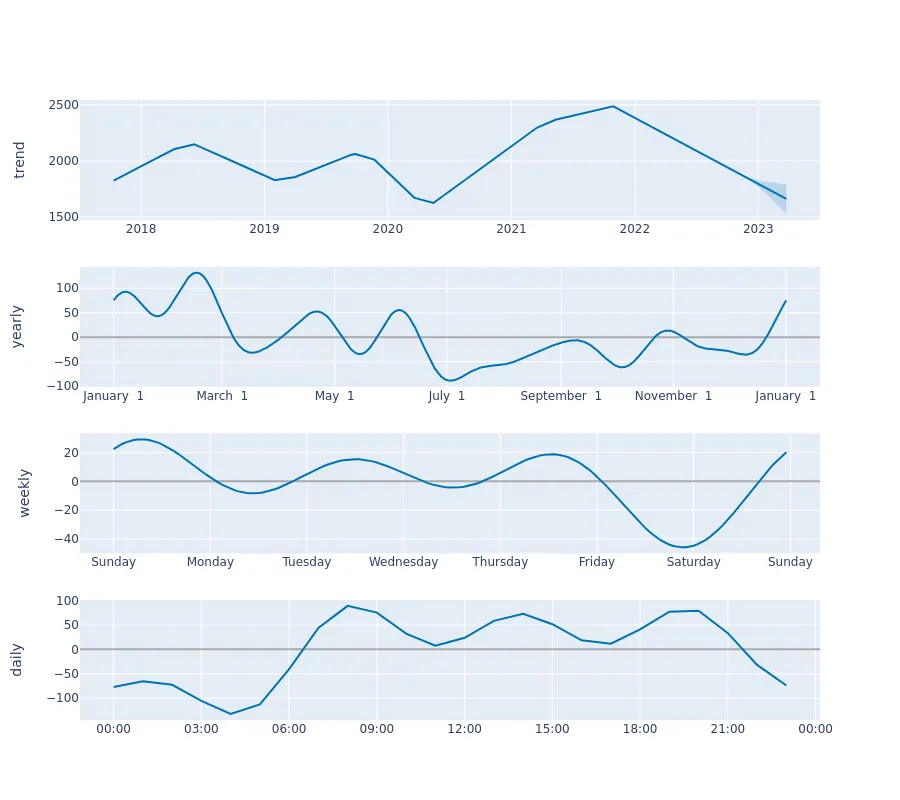 trend
2500
2000
1500
2018 2019 2020 2021 2022 2023
yearly
100
50
0
−50
−100
January 1 March 1 May 1 July 1 September 1 November 1 January 1
weekly
20
0
−20
−40
Sunday Monday Tuesday Wednesday Thursday Friday Saturday Sunday
daily
100
50
0
−50
−100
00:00 03:00 06:00 09:00 12:00 15:00 18:00 21:00 00:00